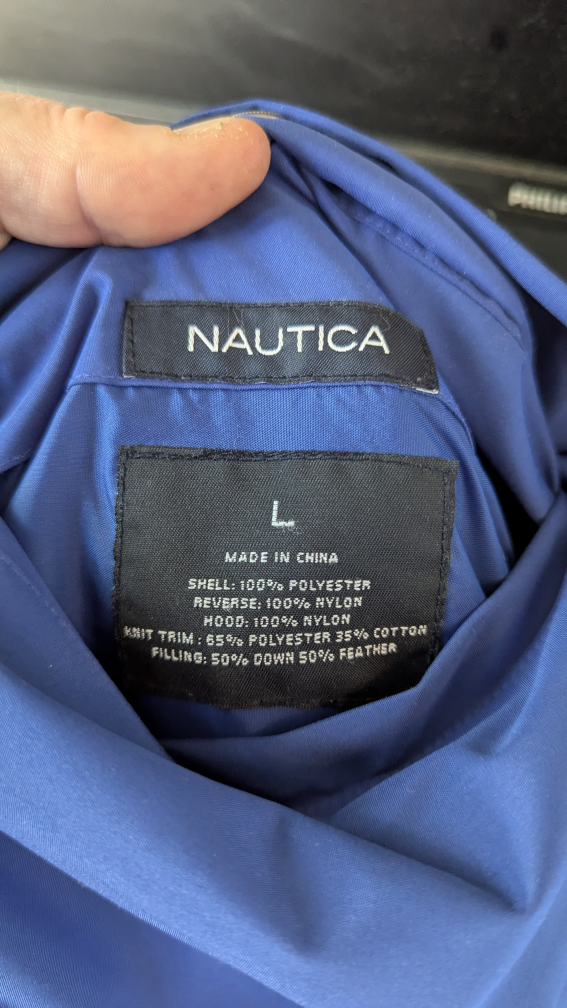 NAUTICA
L
MADE IN CHINA
SHELL: 100% POLYESTER
REVERSE: 100% NYLON
HOOD: 100% NYLON
KNIT TRIM : 65% POLYESTER 35% COTTON
FILLING: 50% DOWN 50% FEATHER